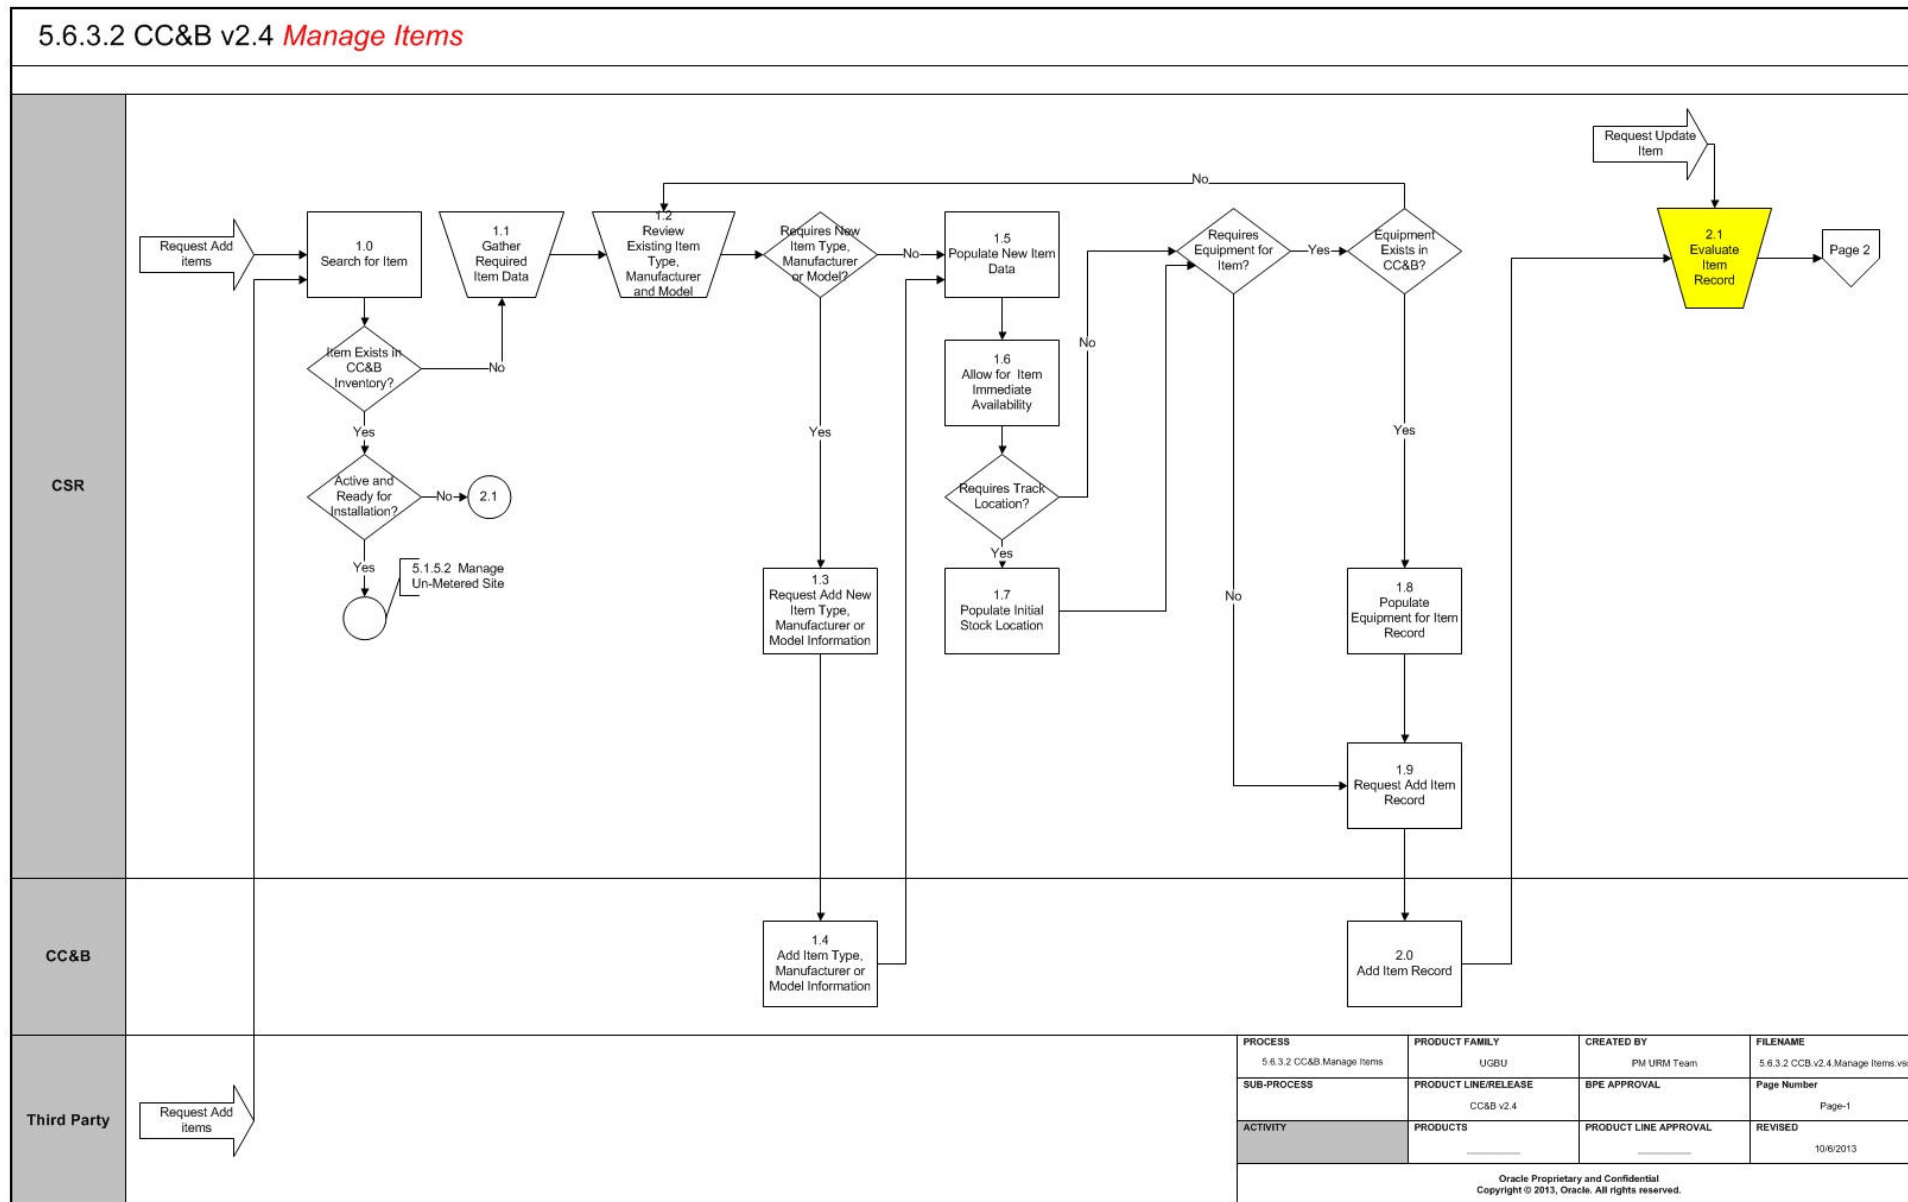 5.6.3.2 CC&B v2.4 Manage Items
CSR
Request Add
items
1.0
Search for Item
Item Exists in
CC&B
Inventory?
No
Yes
Active and
Ready for
Installation?
No
2.1
Yes
5.1.5.2 Manage
Un-Metered Site
1.1
Gather
Required
Item Data
1.2
Review
Existing Item
Type,
Manufacturer
and Model
Requires New
Item Type,
Manufacturer
or Model?
No
Yes
1.3
Request Add New
Item Type,
Manufacturer or
Model Information
1.5
Populate New Item
Data
1.6
Allow for Item
Immediate
Availability
Requires Track
Location?
No
Yes
1.7
Populate Initial
Stock Location
Requires
Equipment for
Item?
Yes
No
Equipment
Exists in
CC&B?
No
Yes
1.8
Populate
Equipment for Item
Record
1.9
Request Add Item
Record
Request Update
Item
2.1
Evaluate
Item
Record
Page 2
CC&B
1.4
Add Item Type,
Manufacturer or
Model Information
2.0
Add Item Record
Third Party
Request Add
items
PROCESS
5.6.3.2 CC&B.Manage Items
PRODUCT FAMILY
UGBU
CREATED BY
PM URM Team
FILENAME
5.6.3.2 CCB.v2.4.Manage Items.vs
SUB-PROCESS
PRODUCT LINE/RELEASE
CC&B v2.4
BPE APPROVAL
Page Number
Page-1
ACTIVITY
PRODUCTS
PRODUCT LINE APPROVAL
REVISED
10/6/2013
Oracle Proprietary and Confidential
Copyright © 2013, Oracle. All rights reserved.